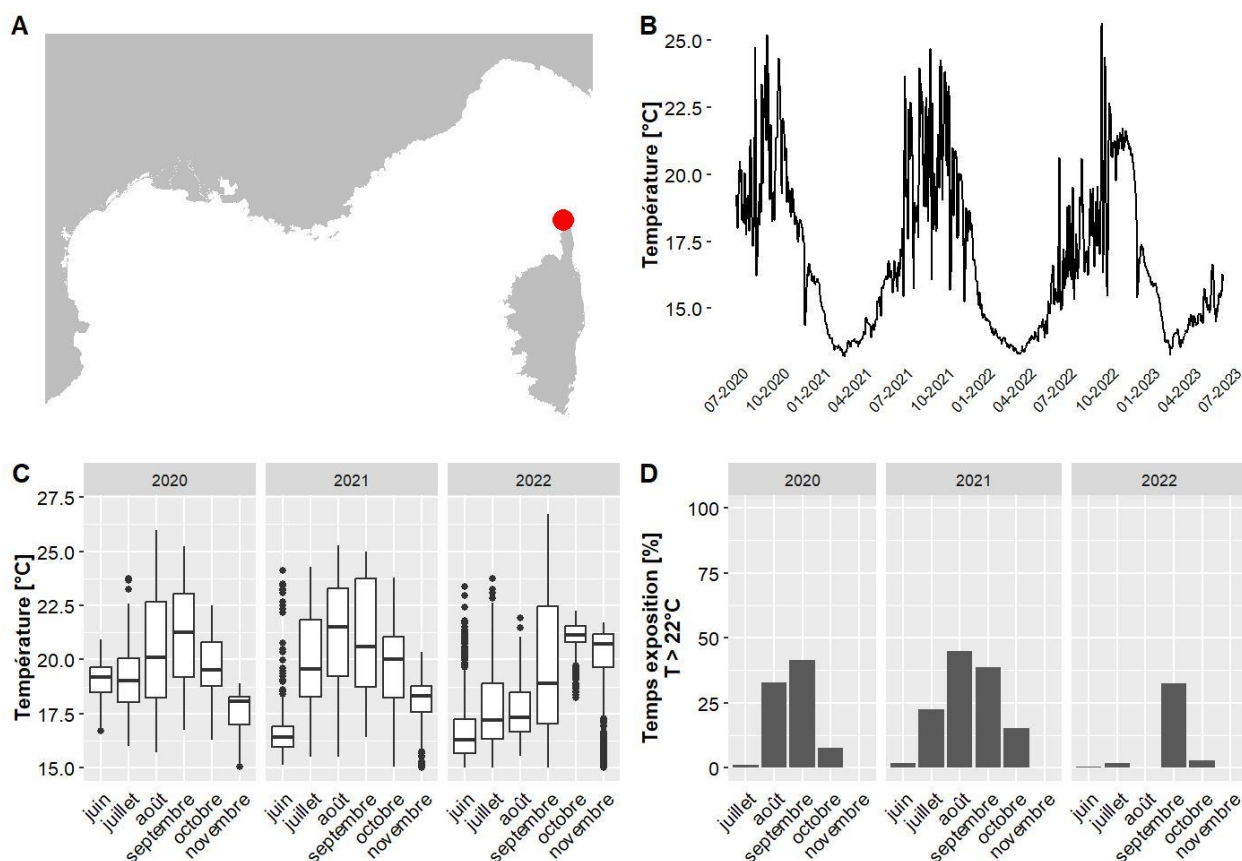 A
B
Température [°C]
25.0
22.5
20.0
17.5
15.0
07-2020
10-2020
01-2021
04-2021
07-2021
10-2021
01-2022
04-2022
07-2022
10-2022
01-2023
04-2023
07-2023
C
2020
2021
2022
Température [°C]
27.5
25.0
22.5
20.0
17.5
15.0
juin
juillet
août
septembre
octobre
novembre
juin
juillet
août
septembre
octobre
novembre
juin
juillet
août
septembre
octobre
novembre
D
2020
2021
2022
Temps exposition [%]
T > 22°C
100
75
50
25
0
juillet
août
septembre
octobre
novembre
juin
juillet
août
septembre
octobre
novembre
juin
juillet
août
septembre
octobre
novembre